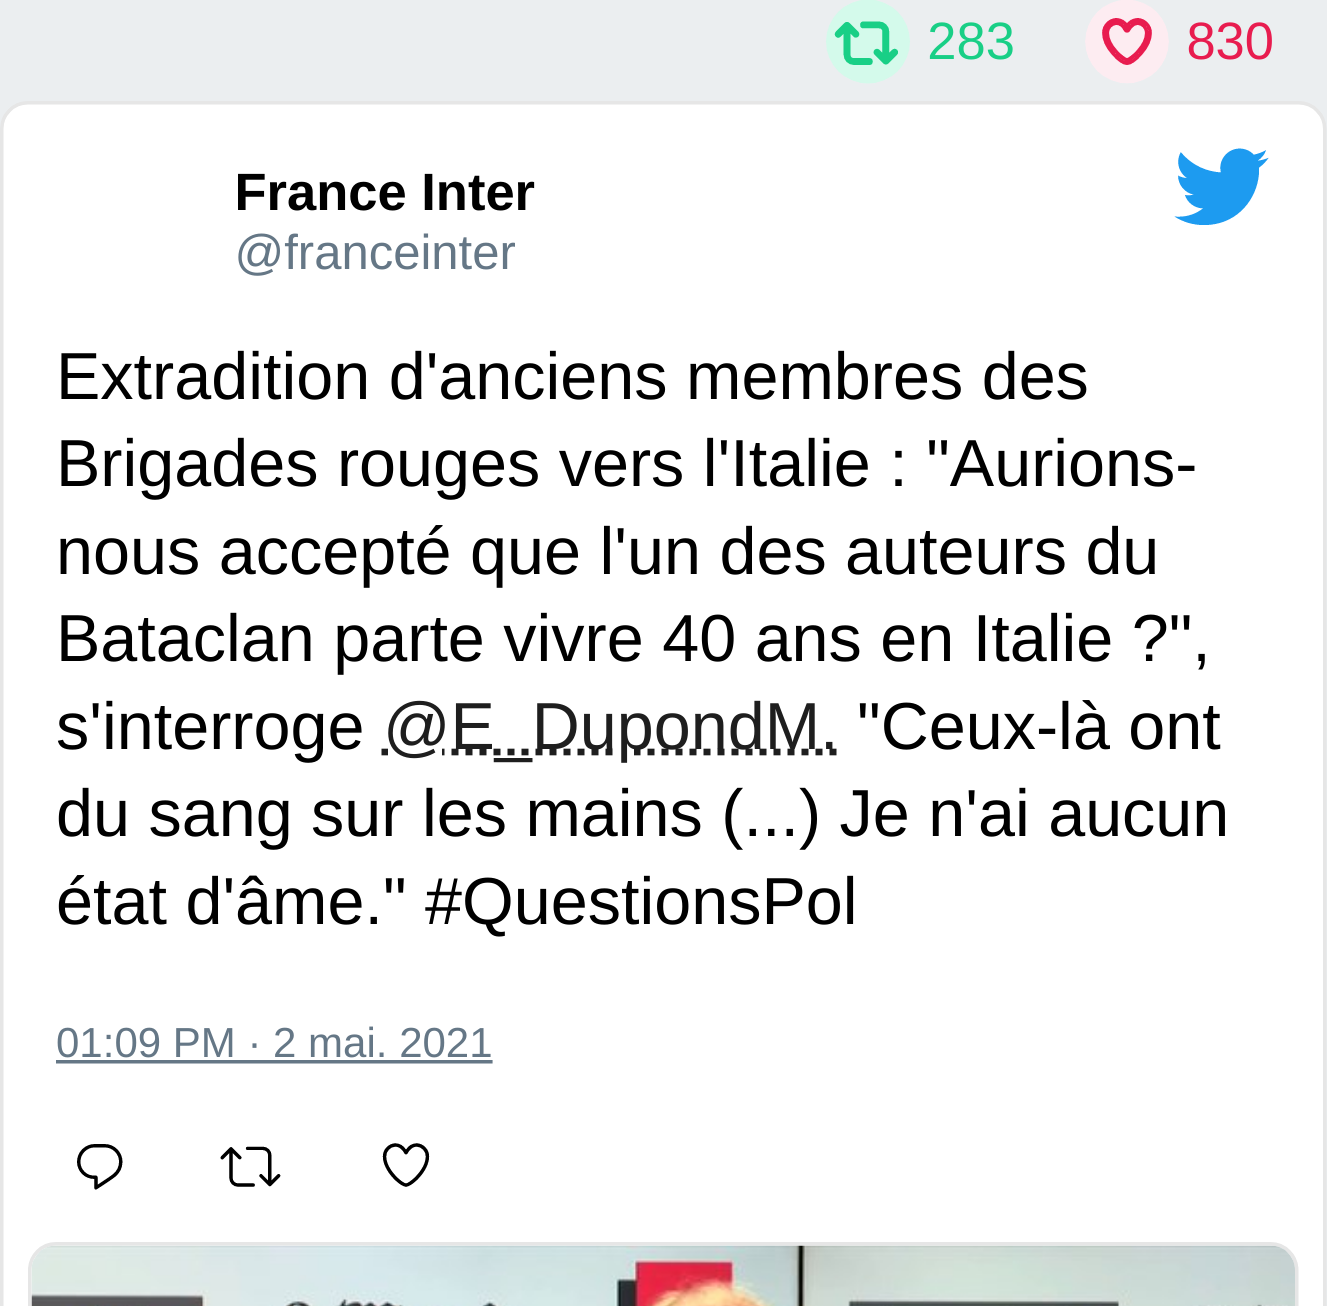 283 830
France Inter
@franceinter
Extradition d'anciens membres des
Brigades rouges vers l'Italie : "Aurions-
nous accepté que l'un des auteurs du
Bataclan parte vivre 40 ans en Italie ?",
s'interroge @E_DupondM. "Ceux-là ont
du sang sur les mains (...) Je n'ai aucun
état d'âme." #QuestionsPol
01:09 PM · 2 mai. 2021